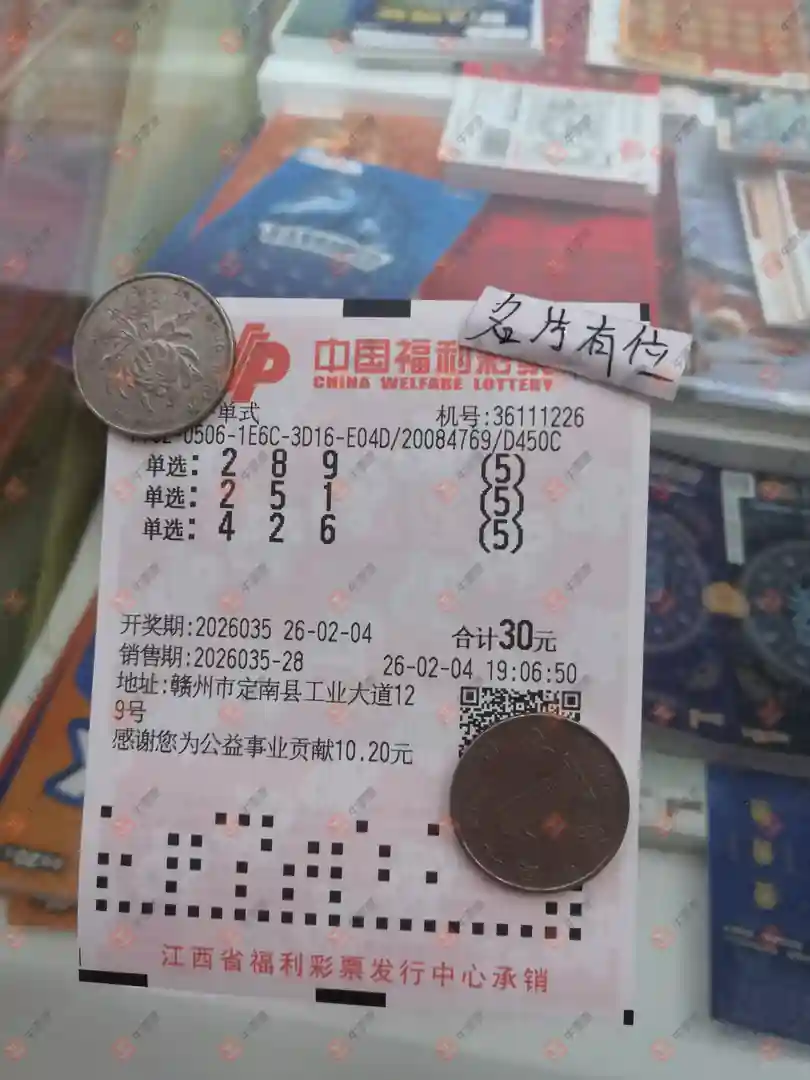 名片有位
中国福利彩票
CHINA WELFARE LOTTERY
单式 机号:36111226
0506-1E6C-3D16-E04D/20084769/D450C
单选: 2 8 9 (5)
单选: 2 5 1 (5)
单选: 4 2 6 (5)
开奖期:2026035 26-02-04 合计30元
销售期:2026035-28 26-02-04 19:06:50
地址:赣州市定南县工业大道12
9号
感谢您为公益事业贡献10.20元
江西省福利彩票发行中心承销